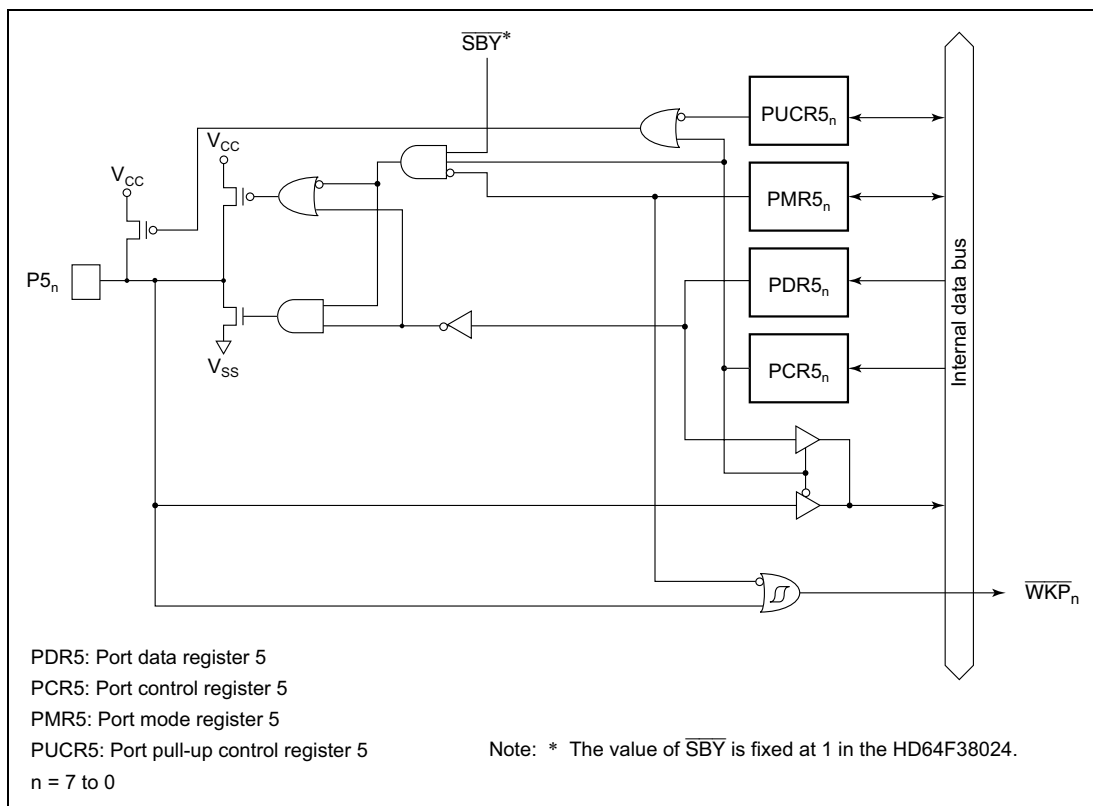 SBY*
PUCR5n
VCC
VCC
PMR5n
P5n
PDR5n
Internal data bus
VSS
PCR5n
WKPn
PDR5: Port data register 5
PCR5: Port control register 5
PMR5: Port mode register 5
PUCR5: Port pull-up control register 5
Note: * The value of SBY is fixed at 1 in the HD64F38024.
n = 7 to 0